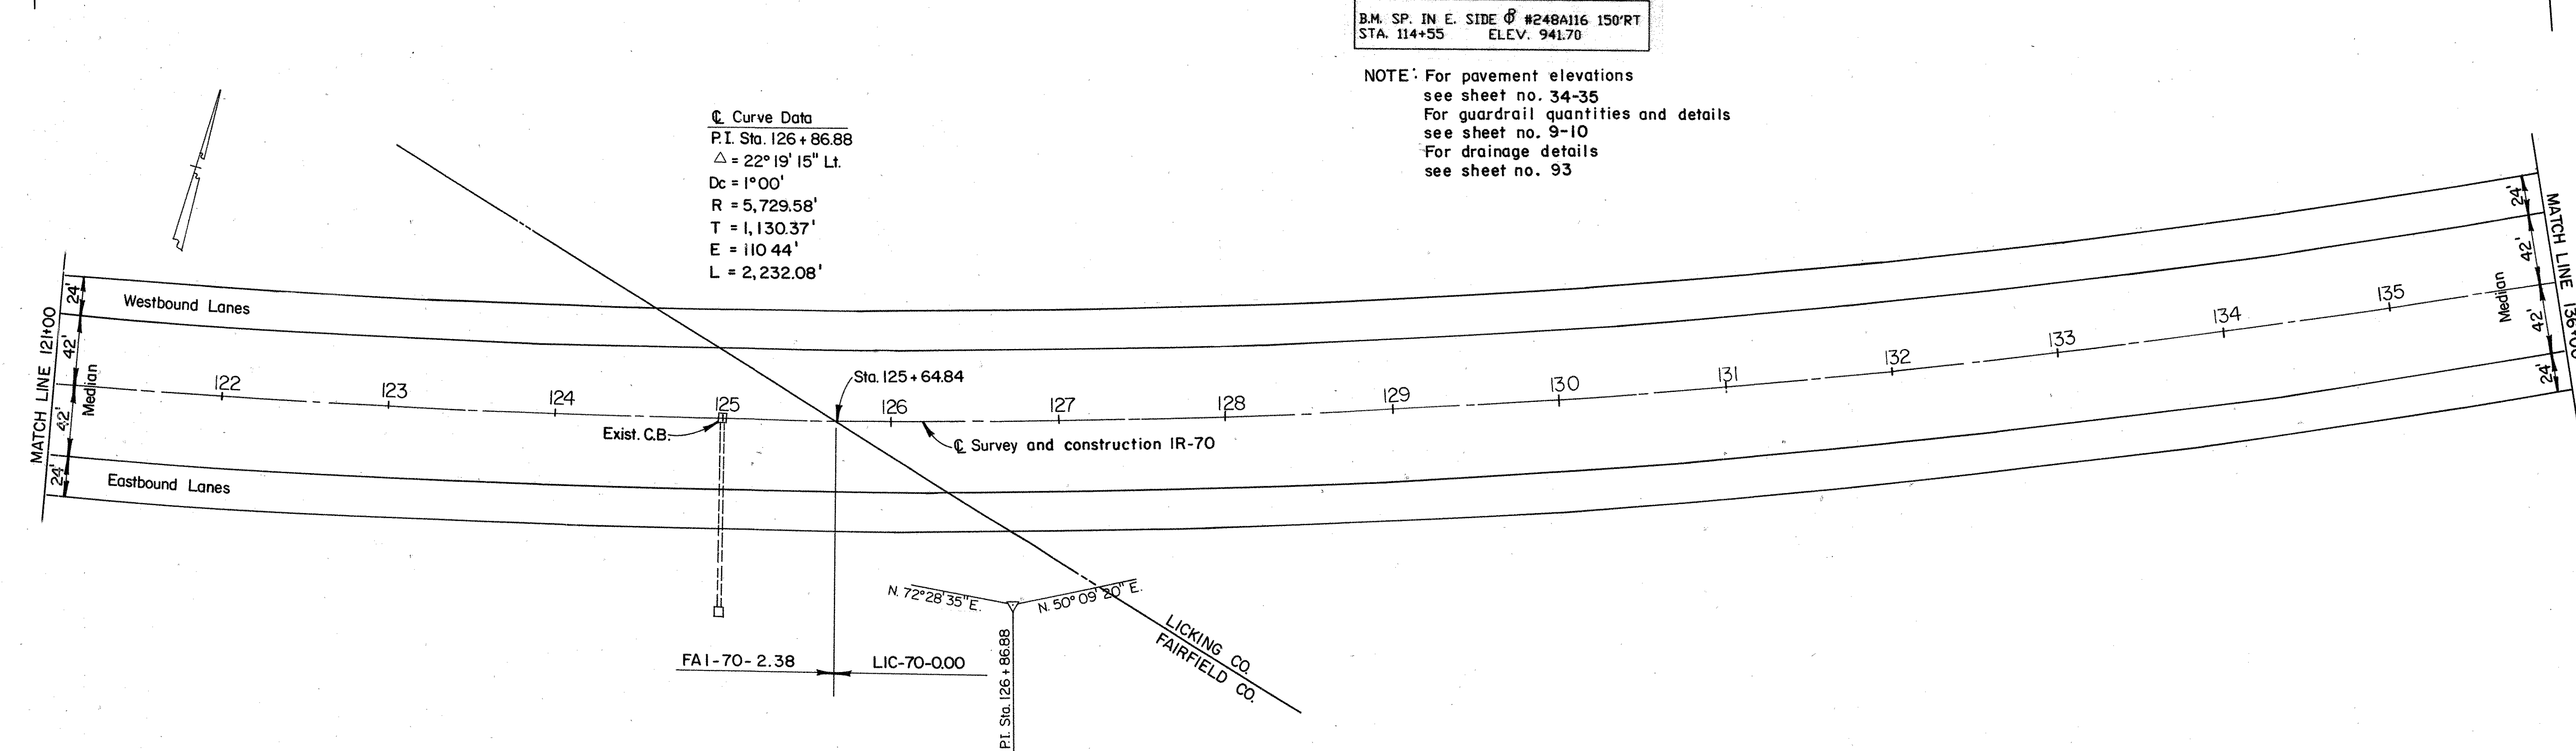 B.M. SP. IN E. SIDE #248A116 150'RT
STA. 114+55 ELEV. 941.70
NOTE: For pavement elevations
see sheet no. 34-35
For guardrail quantities and details
see sheet no. 9-10
For drainage details
see sheet no. 93
℄ Curve Data
P.I. Sta. 126+86.88
△ = 22° 19' 15" Lt.
Dc = 1°00'
R = 5,729.58'
T = 1,130.37'
E = 110 44'
L = 2,232.08'
MATCH LINE 121+00
24'
42'
Median
42'
24'
Westbound Lanes
Eastbound Lanes
122
123
124
125
126
127
128
129
130
131
132
133
134
135
Sta. 125+64.84
Exist. C.B.
℄ Survey and construction IR-70
24'
42'
Median
42'
24'
MATCH LINE 136+00
N. 72°28'35"E.
N. 50°09'20"E.
P.I. Sta. 126+86.88
FAI-70-2.38
LIC-70-0.00
LICKING CO.
FAIRFIELD CO.